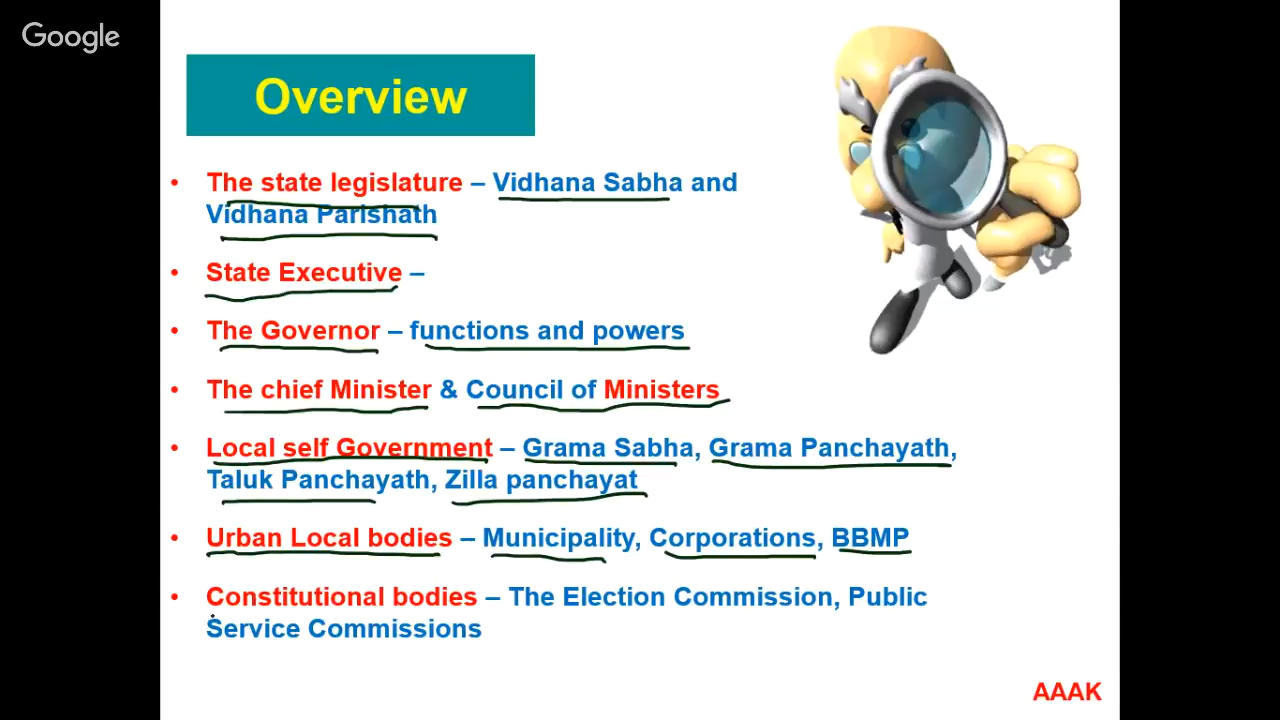 Google
Overview
• The state legislature – Vidhana Sabha and
Vidhana Parishath
• State Executive –
• The Governor – functions and powers
• The chief Minister & Council of Ministers
• Local self Government – Grama Sabha, Grama Panchayath,
Taluk Panchayath, Zilla panchayat
• Urban Local bodies – Municipality, Corporations, BBMP
• Constitutional bodies – The Election Commission, Public
Service Commissions
AAAK